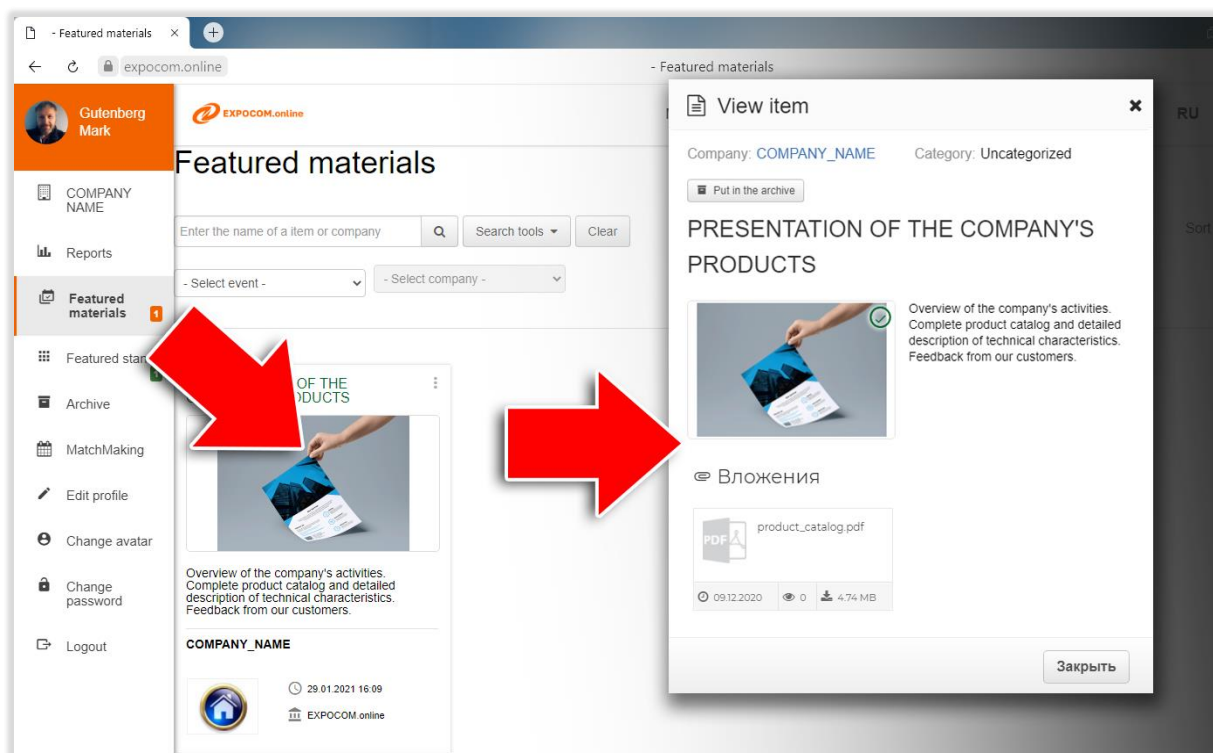 - Featured materials
expocom.online
- Featured materials
Gutenberg
Mark
EXPOCOM.online
RU
Featured materials
COMPANY
NAME
Reports
Featured
materials
1
Featured
Archive
MatchMaking
Edit profile
Change avatar
Change
password
Logout
Enter the name of a item or company
Search tools
Clear
Sort
- Select event -
- Select company -
OF THE
Overview of the company's activities.
Complete product catalog and detailed
description of technical characteristics.
Feedback from our customers.
COMPANY_NAME
29.01.2021 16:09
EXPOCOM.online
View item
Company: COMPANY_NAME Category: Uncategorized
Put in the archive
PRESENTATION OF THE COMPANY'S
PRODUCTS
Overview of the company's activities.
Complete product catalog and detailed
description of technical characteristics.
Feedback from our customers.
Вложения
PDF
product_catalog.pdf
09.12.2020 0 4.74 MB
Закрыть